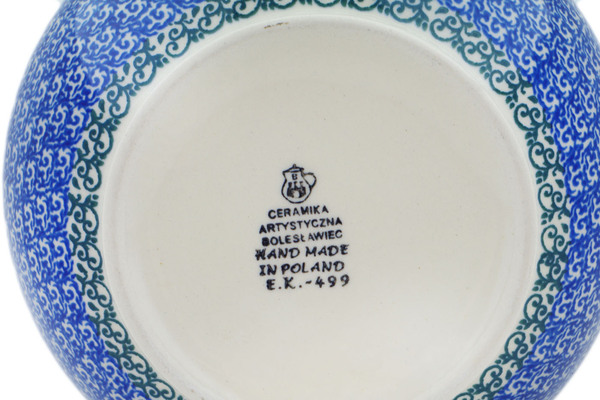 CERAMIKA
ARTYSTYCZNA
BOLESŁAWIEC
HAND MADE
IN POLAND
E.K.-499